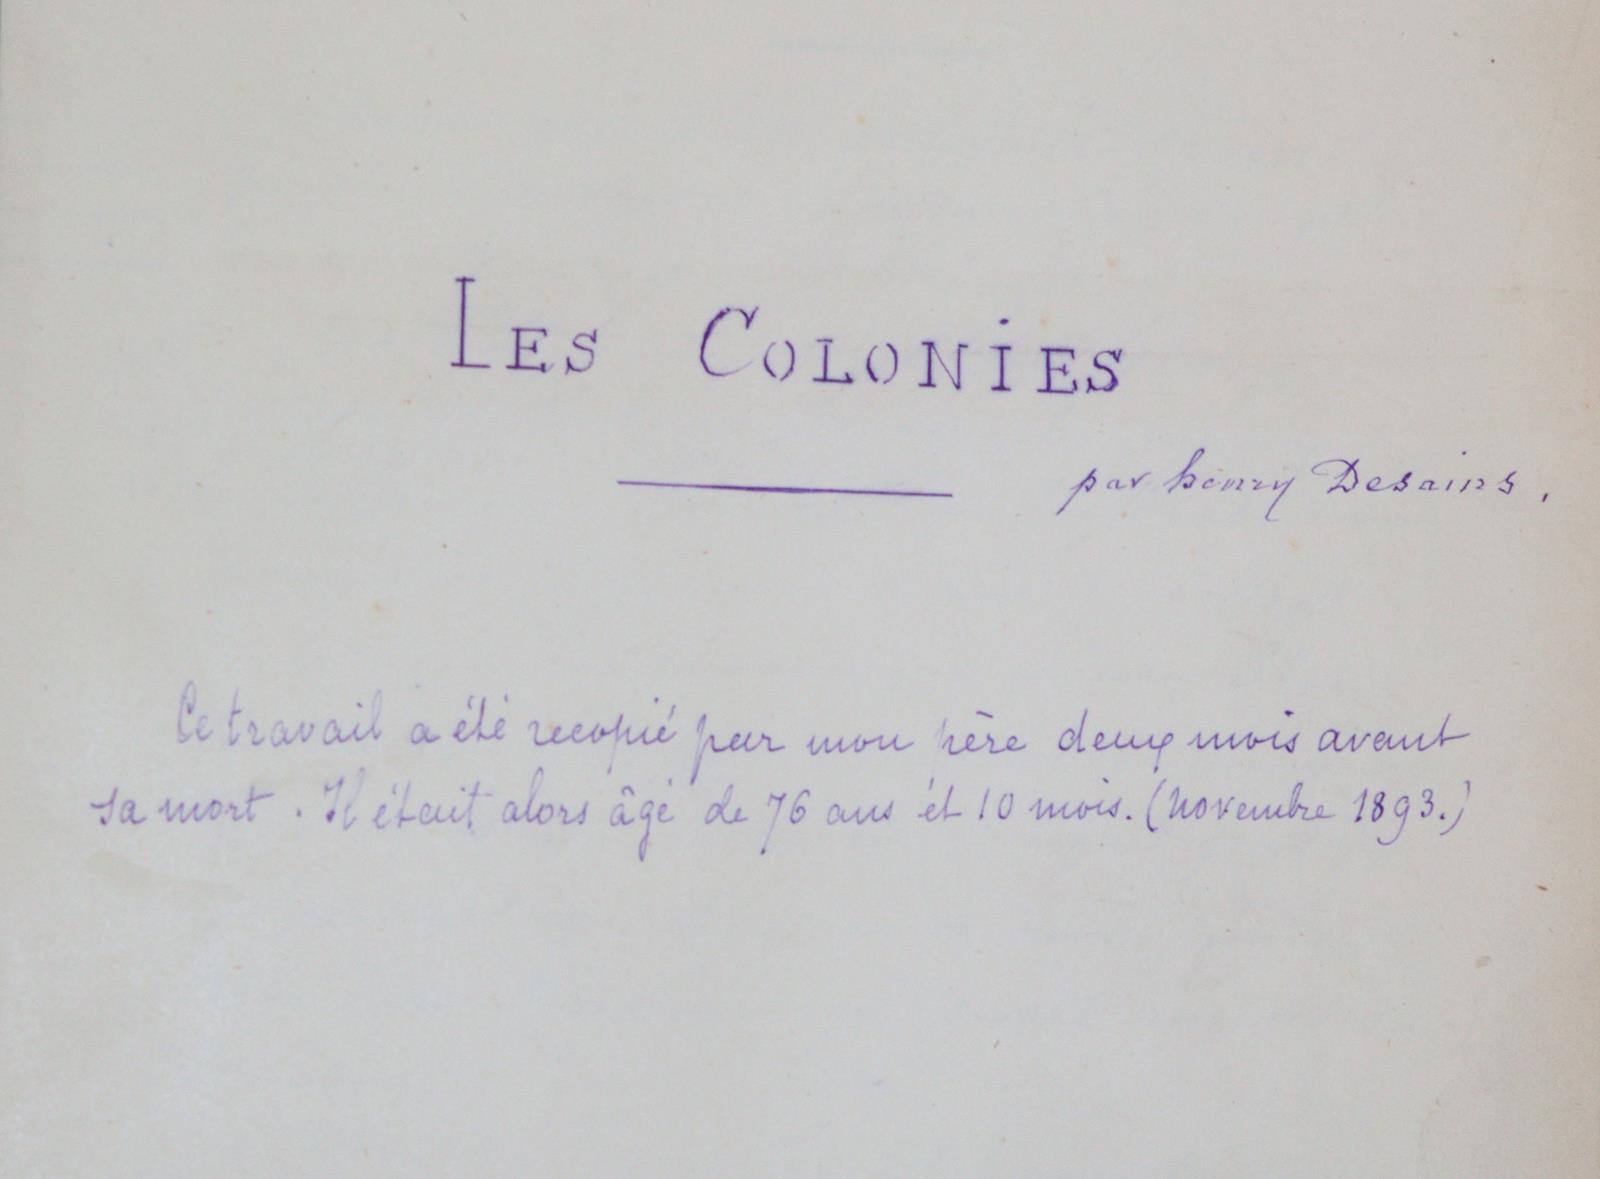 LES COLONIES
par henry Desains.
Ce travail a été recopié par mon père deux mois avant
sa mort. Il était alors âgé de 76 ans et 10 mois. (Novembre 1893.)